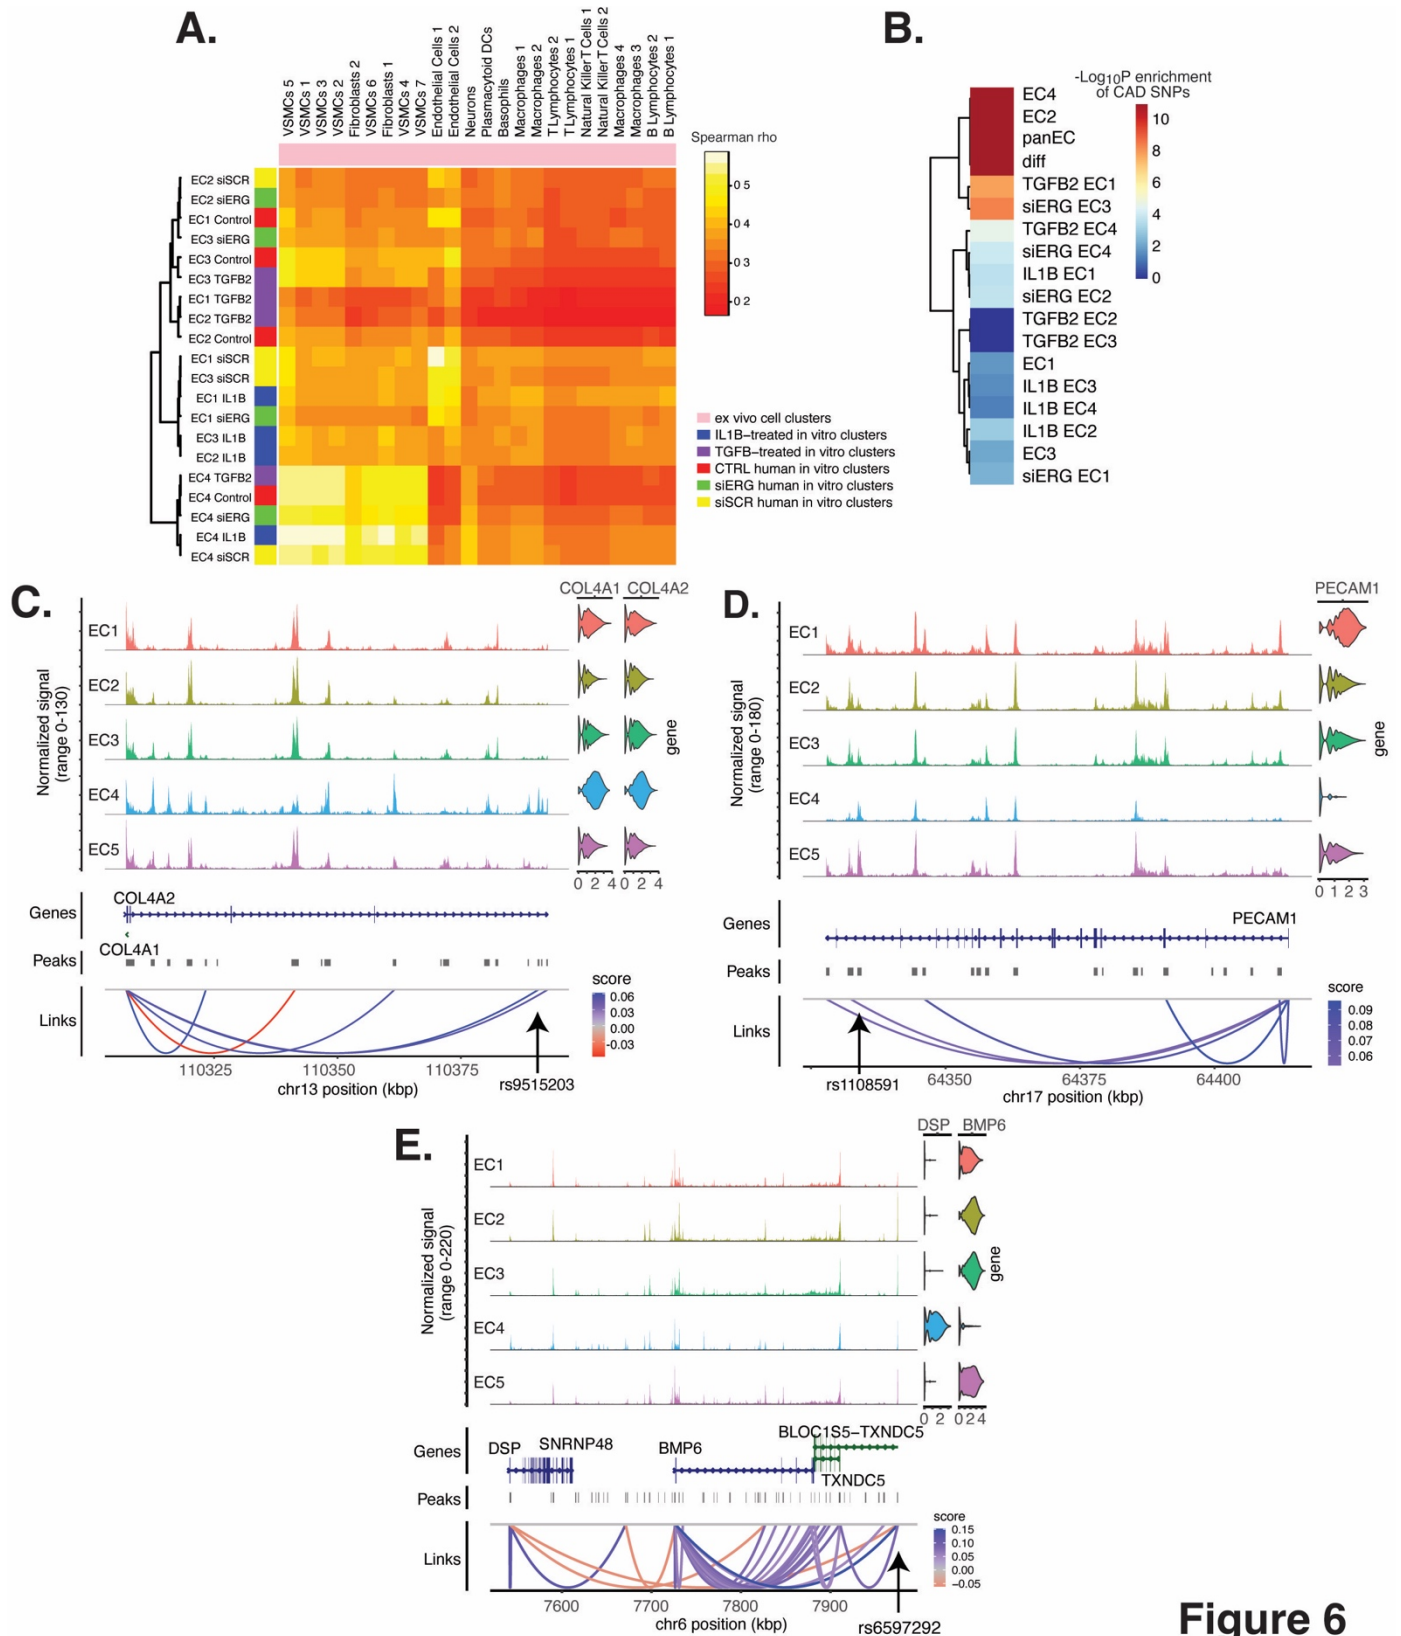 A.
VSMCs 5
VSMCs 1
VSMCs 3
VSMCs 2
Fibroblasts 2
VSMCs 6
Fibroblasts 1
VSMCs 4
VSMCs 7
Endothelial Cells 1
Endothelial Cells 2
Neurons
Plasmacytoid DCs
Basophils
Macrophages 1
Macrophages 2
T Lymphocytes 2
T Lymphocytes 1
Natural Killer T Cells 1
Natural Killer T Cells 2
Macrophages 4
Macrophages 3
B Lymphocytes 2
B Lymphocytes 1
EC2 siSCR
EC2 siERG
EC1 Control
EC3 siERG
EC3 Control
EC3 TGFB2
EC1 TGFB2
EC2 TGFB2
EC2 Control
EC1 siSCR
EC3 siSCR
EC1 IL1B
EC1 siERG
EC3 IL1B
EC2 IL1B
EC4 TGFB2
EC4 Control
EC4 siERG
EC4 IL1B
EC4 siSCR
Spearman rho
0 5
0 4
0 3
0 2
ex vivo cell clusters
IL1B−treated in vitro clusters
TGFB−treated in vitro clusters
CTRL human in vitro clusters
siERG human in vitro clusters
siSCR human in vitro clusters
B.
-Log10P enrichment
of CAD SNPs
10
8
6
4
2
0
EC4
EC2
panEC
diff
TGFB2 EC1
siERG EC3
TGFB2 EC4
siERG EC4
IL1B EC1
siERG EC2
TGFB2 EC2
TGFB2 EC3
EC1
IL1B EC3
IL1B EC4
IL1B EC2
EC3
siERG EC1
C.
COL4A1 COL4A2
Normalized signal
(range 0-130)
EC1
EC2
EC3
EC4
EC5
gene
0 2 4 0 2 4
Genes
COL4A2
COL4A1
Peaks
Links
score
0.06
0.03
0.00
-0.03
110325 110350 110375
chr13 position (kbp)
rs9515203
D.
PECAM1
Normalized signal
(range 0-180)
EC1
EC2
EC3
EC4
EC5
gene
0 1 2 3
Genes
PECAM1
Peaks
Links
score
0.09
0.08
0.07
0.06
rs1108591
64350 64375 64400
chr17 position (kbp)
E.
DSP BMP6
Normalized signal
(range 0-220)
EC1
EC2
EC3
EC4
EC5
gene
0 2 0 2 4
Genes
DSP SNRNP48 BMP6 BLOC1S5−TXNDC5
TXNDC5
Peaks
Links
score
0.15
0.10
0.05
0.00
−0.05
7600 7700 7800 7900
chr6 position (kbp)
rs6597292
Figure 6